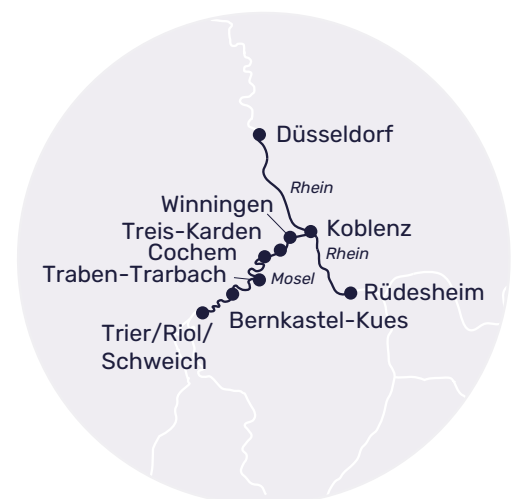 Düsseldorf
Rhein
Winningen
Koblenz
Treis-Karden
Cochem
Rhein
Traben-Trarbach
Mosel
Rüdesheim
Bernkastel-Kues
Trier/Riol/
Schweich